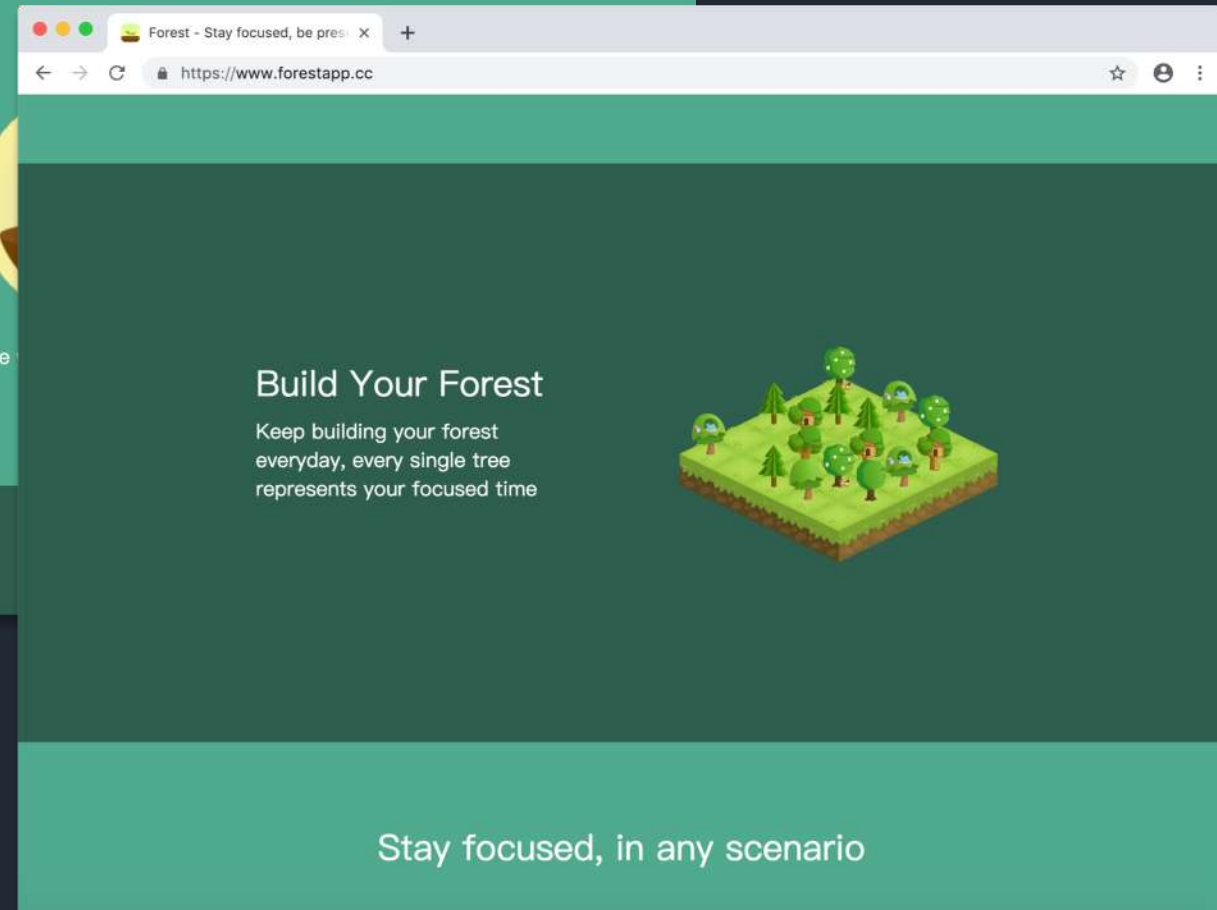 Forest - Stay focused, be pres
https://www.forestapp.cc
Build Your Forest
Keep building your forest
everyday, every single tree
represents your focused time
Stay focused, in any scenario